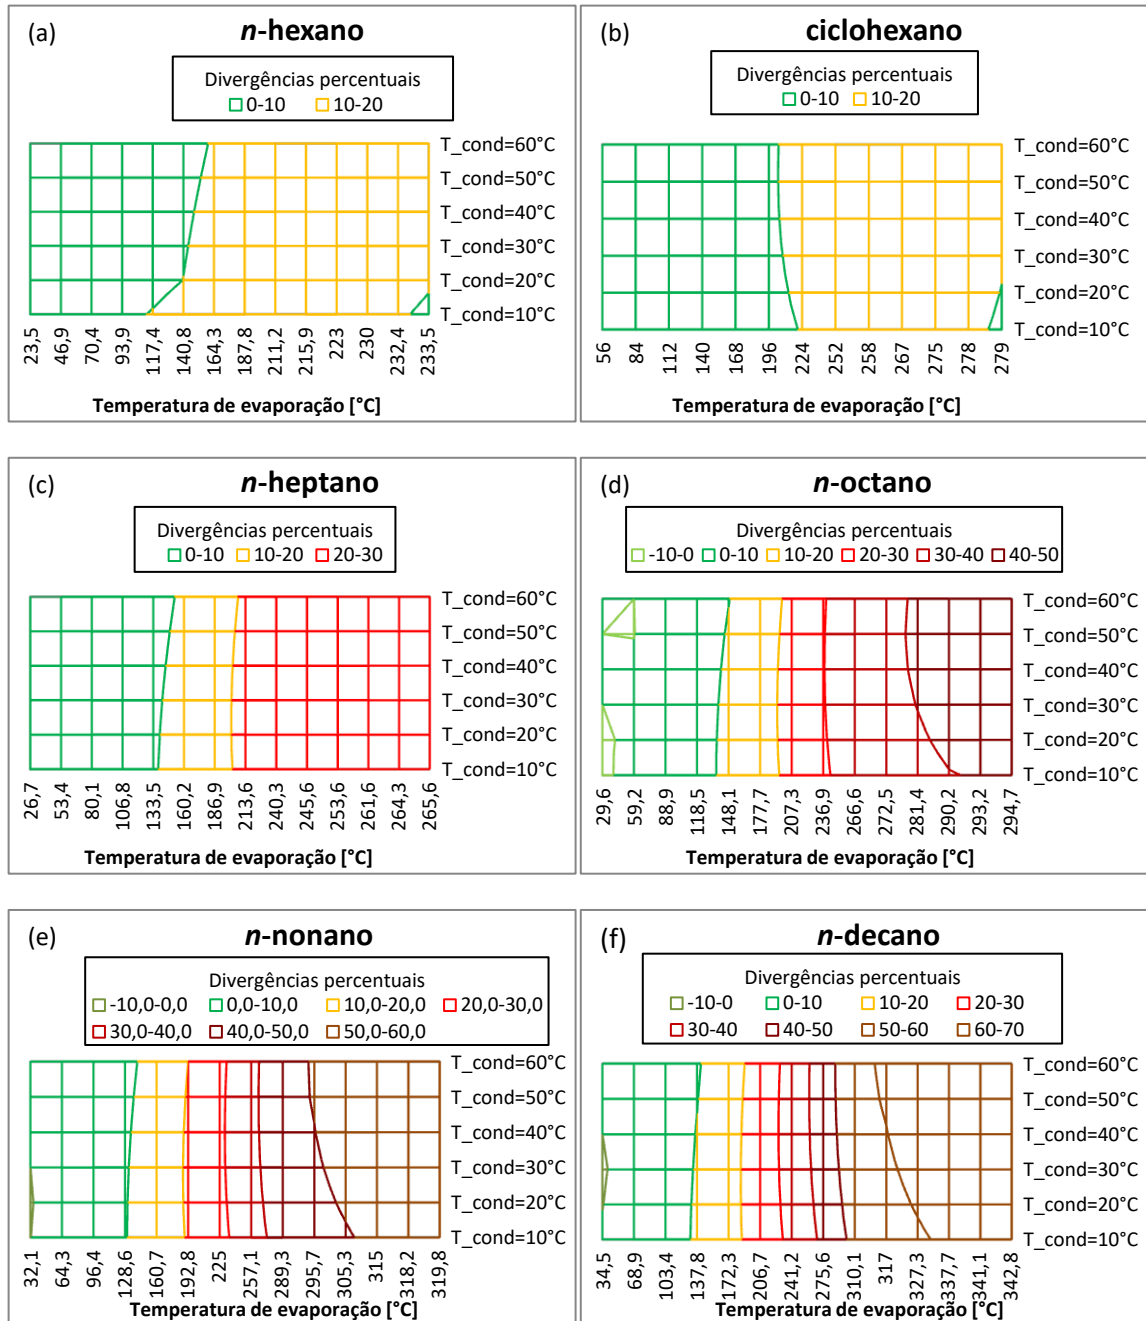 (a) n-hexano
Divergências percentuais
0-10 10-20
T_cond=60°C
T_cond=50°C
T_cond=40°C
T_cond=30°C
T_cond=20°C
T_cond=10°C
23,5 46,9 70,4 93,9 117,4 140,8 164,3 187,8 211,2 215,9 223 230 232,4 233,5
Temperatura de evaporação [°C]
(b) ciclohexano
Divergências percentuais
0-10 10-20
T_cond=60°C
T_cond=50°C
T_cond=40°C
T_cond=30°C
T_cond=20°C
T_cond=10°C
56 84 112 140 168 196 224 252 258 267 275 278 279
Temperatura de evaporação [°C]
(c) n-heptano
Divergências percentuais
0-10 10-20 20-30
T_cond=60°C
T_cond=50°C
T_cond=40°C
T_cond=30°C
T_cond=20°C
T_cond=10°C
26,7 53,4 80,1 106,8 133,5 160,2 186,9 213,6 240,3 245,6 253,6 261,6 264,3 265,6
Temperatura de evaporação [°C]
(d) n-octano
Divergências percentuais
-10-0 0-10 10-20 20-30 30-40 40-50
T_cond=60°C
T_cond=50°C
T_cond=40°C
T_cond=30°C
T_cond=20°C
T_cond=10°C
29,6 59,2 88,9 118,5 148,1 177,7 207,3 236,9 266,6 272,5 281,4 290,2 293,2 294,7
Temperatura de evaporação [°C]
(e) n-nonano
Divergências percentuais
-10,0-0,0 0,0-10,0 10,0-20,0 20,0-30,0
30,0-40,0 40,0-50,0 50,0-60,0
T_cond=60°C
T_cond=50°C
T_cond=40°C
T_cond=30°C
T_cond=20°C
T_cond=10°C
32,1 64,3 96,4 128,6 160,7 192,8 225 257,1 289,3 295,7 305,3 315 318,2 319,8
Temperatura de evaporação [°C]
(f) n-decano
Divergências percentuais
-10-0 0-10 10-20 20-30
30-40 40-50 50-60 60-70
T_cond=60°C
T_cond=50°C
T_cond=40°C
T_cond=30°C
T_cond=20°C
T_cond=10°C
34,5 68,9 103,4 137,8 172,3 206,7 241,2 275,6 310,1 317 327,3 337,7 341,1 342,8
Temperatura de evaporação [°C]